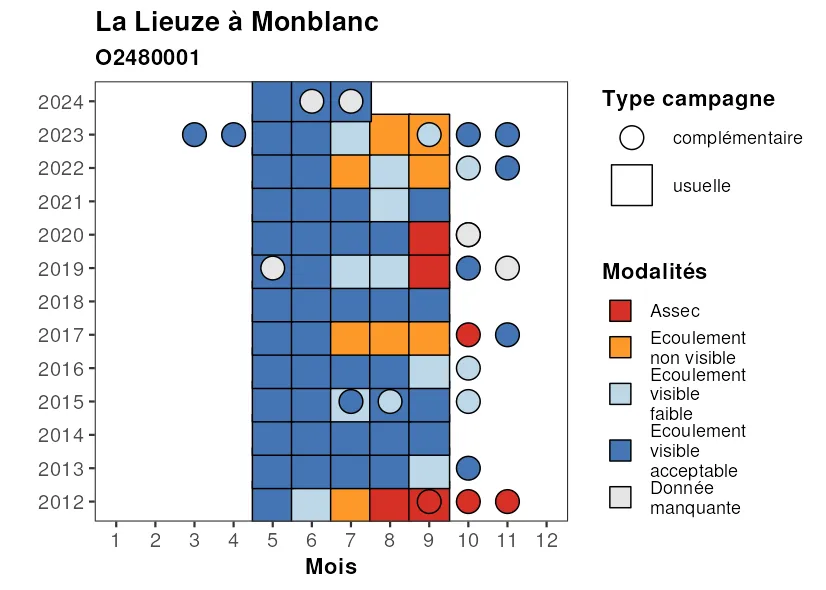 La Lieuze à Monblanc
O2480001
2024
2023
2022
2021
2020
2019
2018
2017
2016
2015
2014
2013
2012
1 2 3 4 5 6 7 8 9 10 11 12
Mois
Type campagne
complémentaire
usuelle
Modalités
Assec
Ecoulement
non visible
Ecoulement
visible
faible
Ecoulement
visible
acceptable
Donnée
manquante